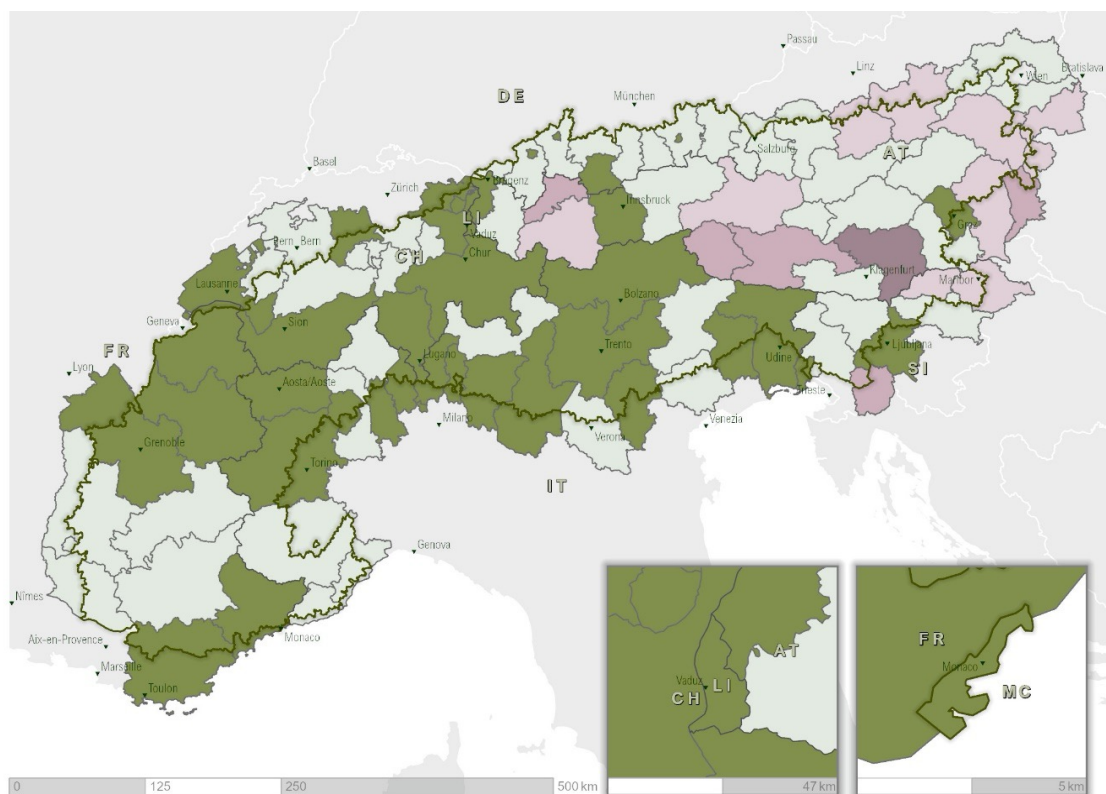 Passau
Linz
Wien
Bratislava
DE
München
Salzburg
AT
Basel
Zürich
Bregenz
Innsbruck
LI
Vaduz
Graz
Bern
Bern
CH
Chur
Klagenfurt
Maribor
Lausanne
Bolzano
Geneva
Sion
Ljubljana
FR
Lugano
Trento
Udine
SI
Lyon
Aosta/Aoste
Trieste
Milano
Verona
Venezia
Grenoble
Torino
IT
Genova
Nîmes
Monaco
Aix-en-Provence
Marseille
Toulon
AT
Vaduz
LI
CH
FR
Monaco
MC
0 125 250 500 km
47 km
5 km